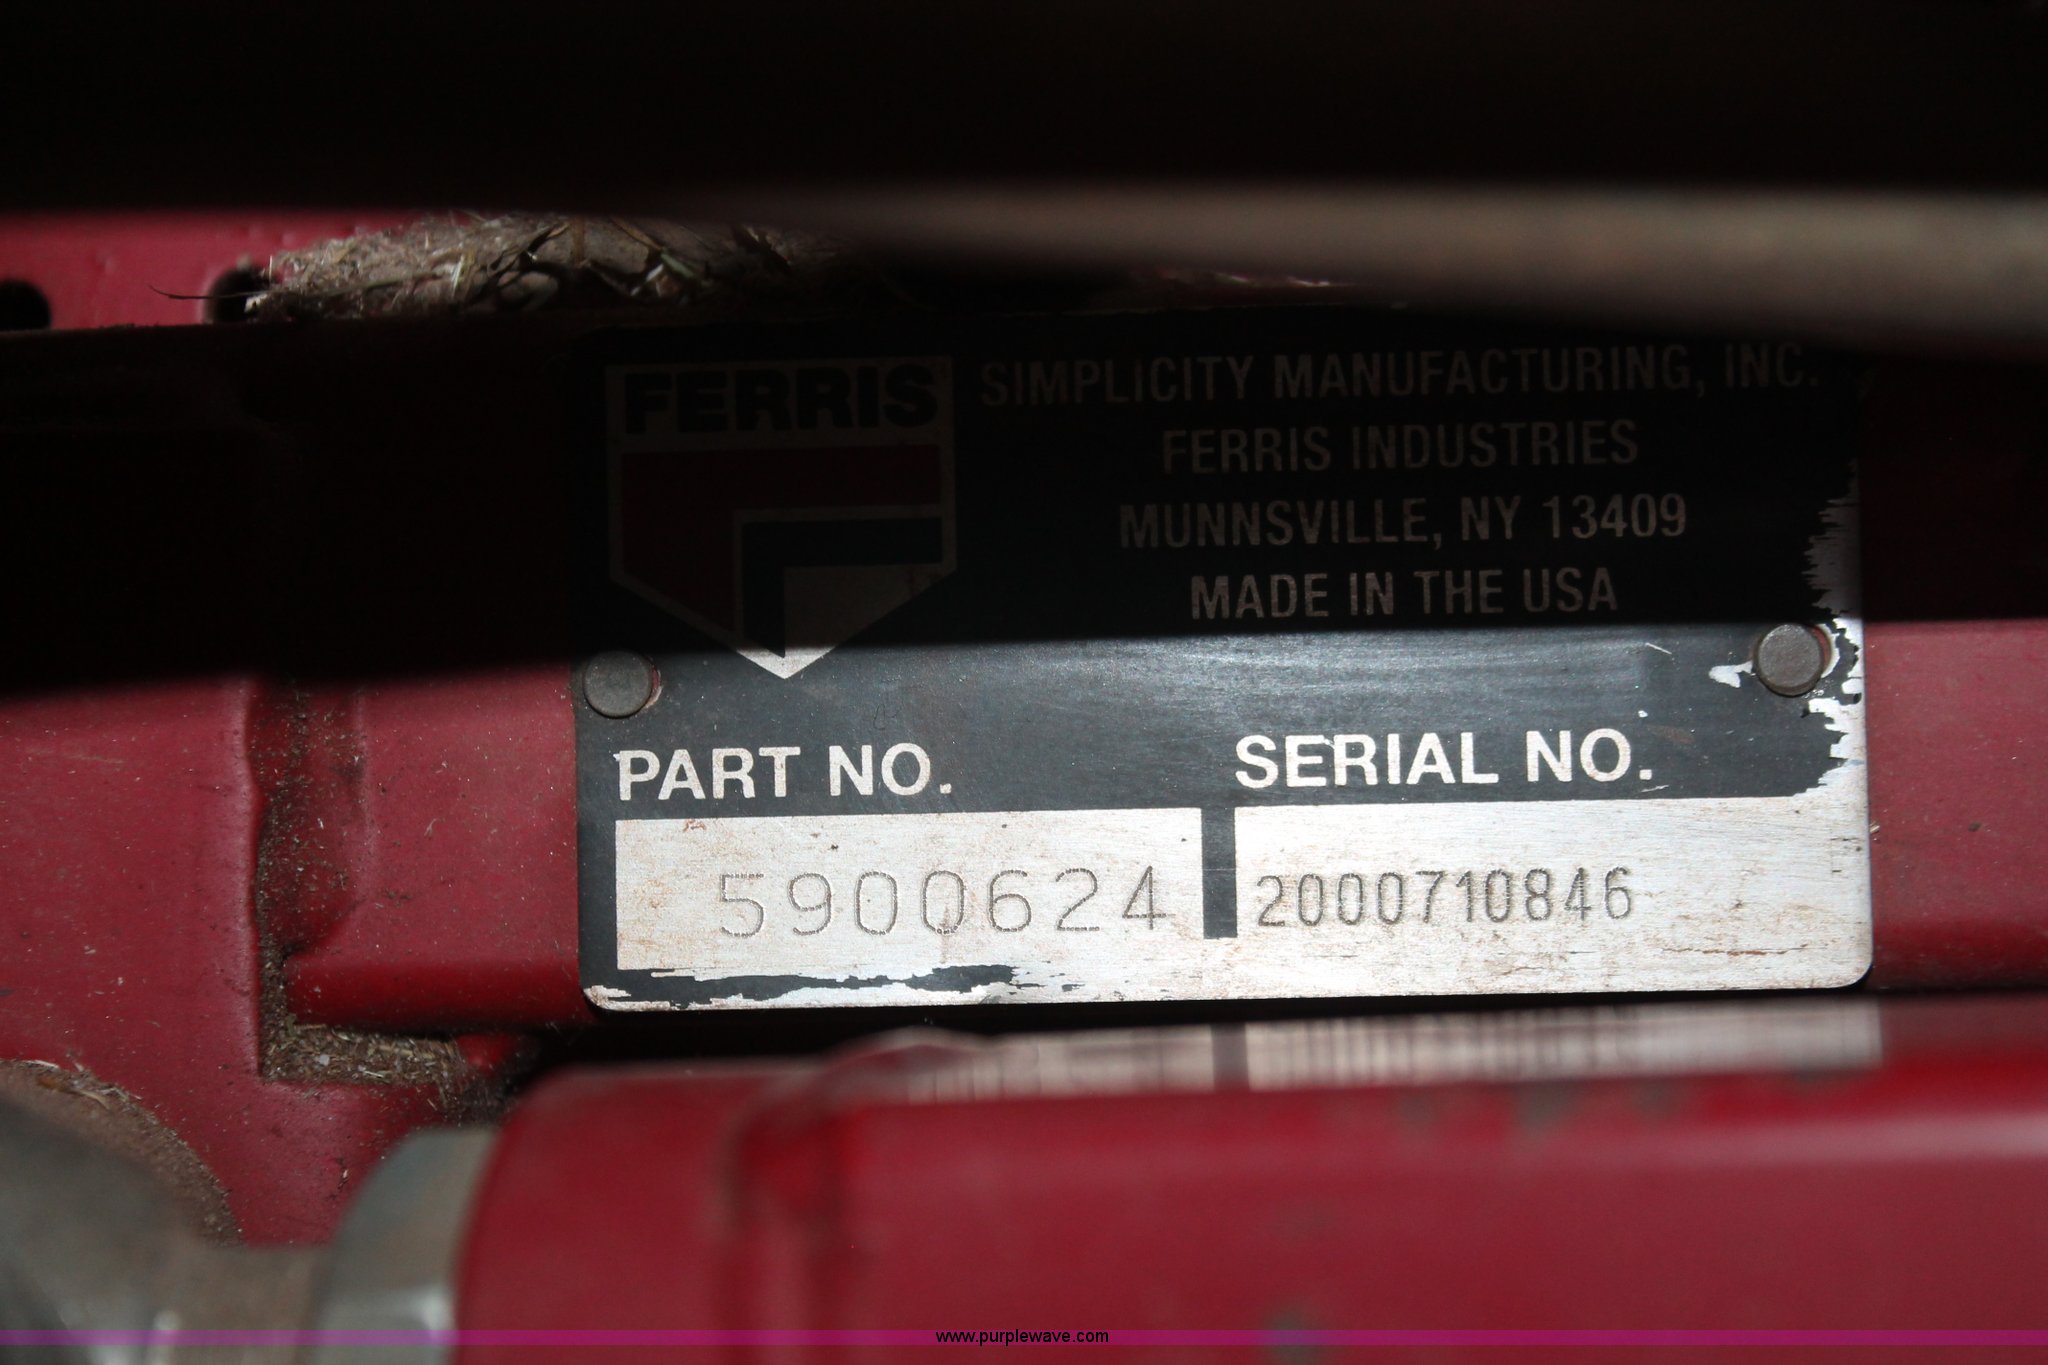 FERRIS
SIMPLICITY MANUFACTURING, INC.
FERRIS INDUSTRIES
MUNNSVILLE, NY 13409
MADE IN THE USA
PART NO.
SERIAL NO.
5900624
2000710846
www.purplewave.com